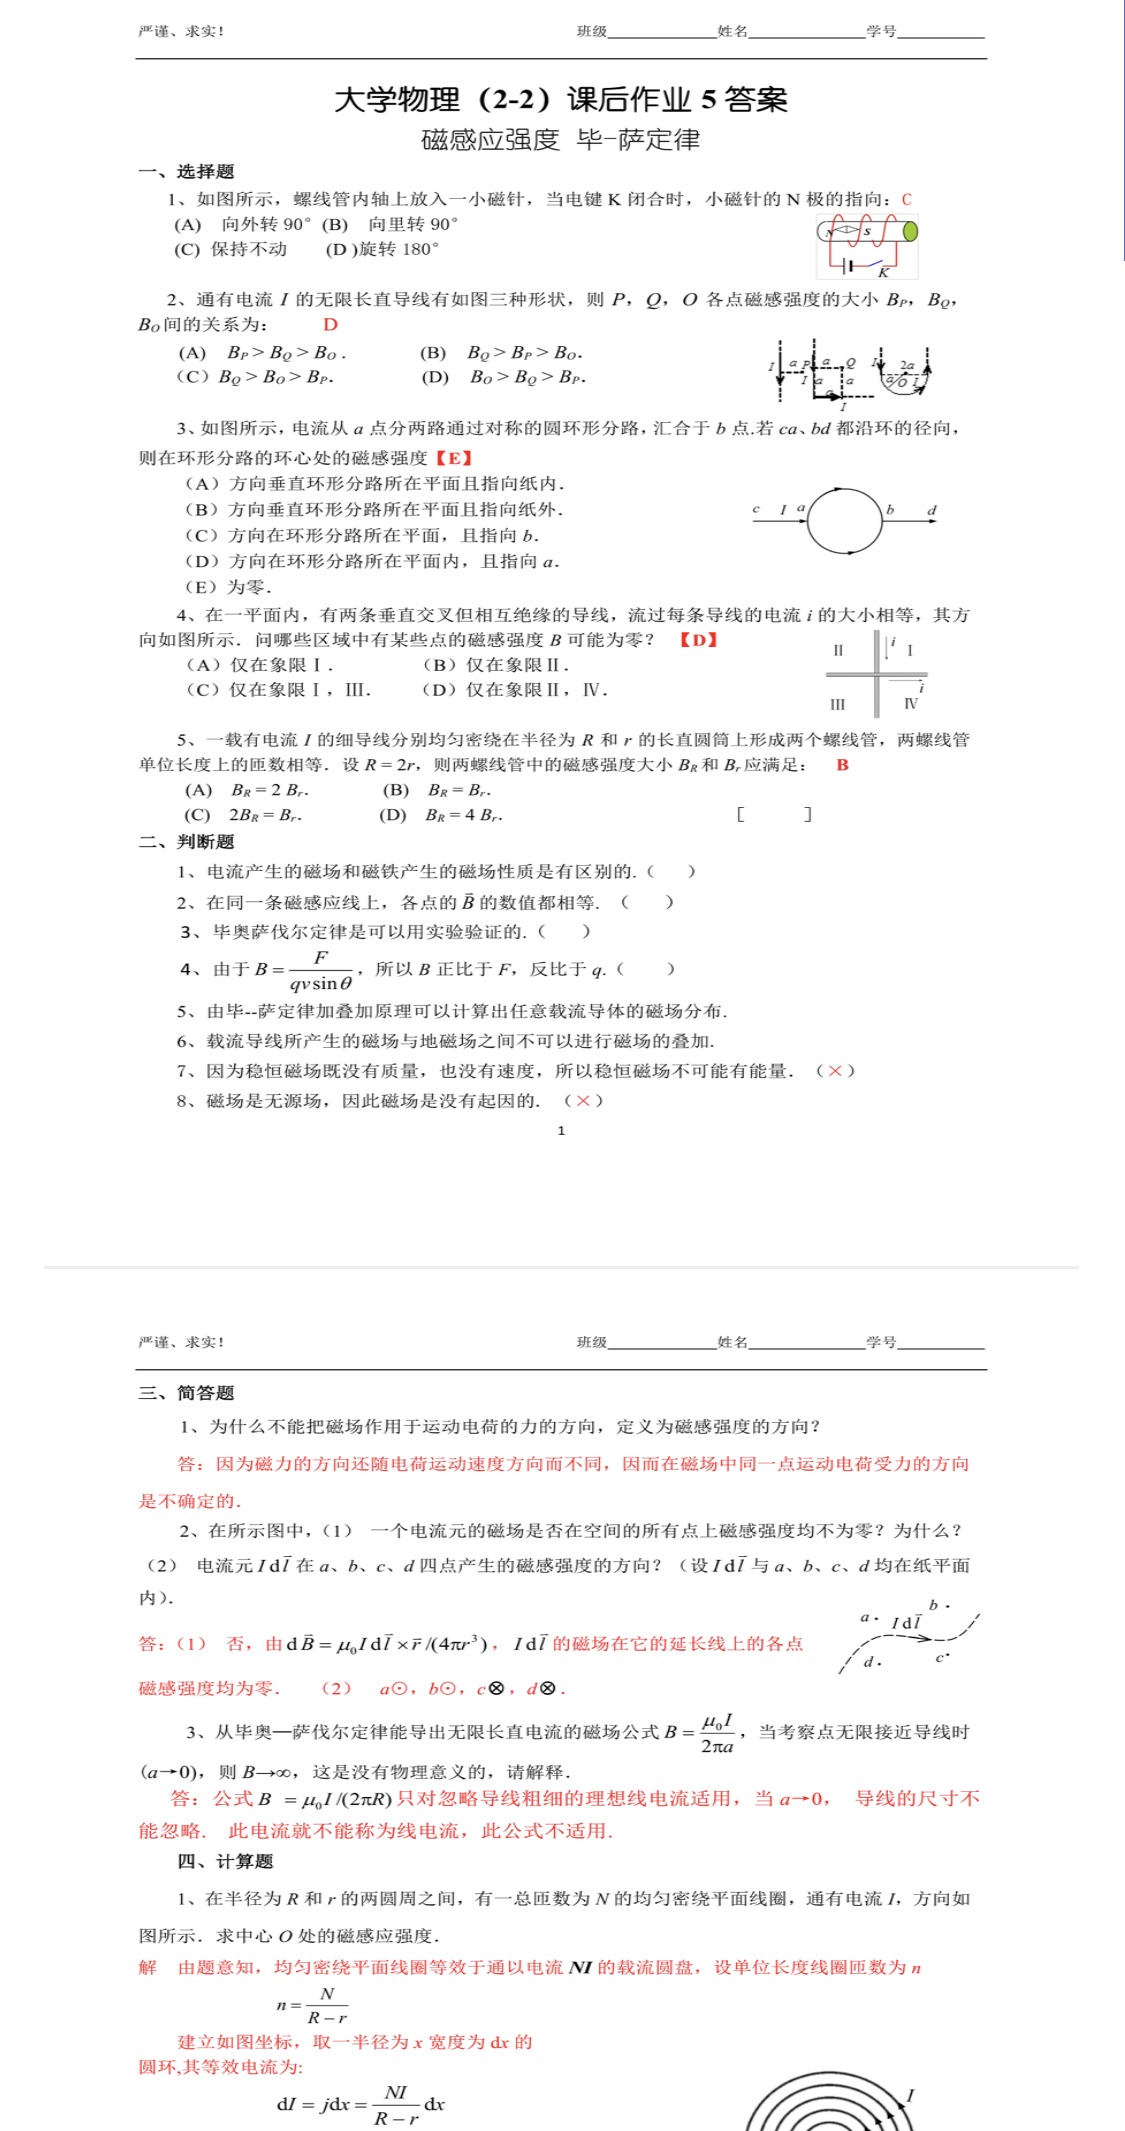 严谨、求实！ 班级 姓名 学号
大学物理（2-2）课后作业 5 答案
磁感应强度 毕-萨定律
一、选择题
1、如图所示，螺线管内轴上放入一小磁针，当电键 K 闭合时，小磁针的 N 极的指向：C
(A) 向外转 90° (B) 向里转 90°
(C) 保持不动 (D )旋转 180°
N S
K
2、通有电流 I 的无限长直导线有如图三种形状，则 P，Q，O 各点磁感强度的大小 BP，BQ，
BO 间的关系为： D
(A) BP > BQ > BO .
(B) BQ > BP > BO.
（C）BQ > BO > BP.
(D) BO > BQ > BP.
I a P a Q I 2a
I a a a O I
a
I
3、如图所示，电流从 a 点分两路通过对称的圆环形分路，汇合于 b 点.若 ca、bd 都沿环的径向，
则在环形分路的环心处的磁感强度【E】
（A）方向垂直环形分路所在平面且指向纸内.
（B）方向垂直环形分路所在平面且指向纸外.
（C）方向在环形分路所在平面，且指向 b.
（D）方向在环形分路所在平面内，且指向 a.
（E）为零.
c I a b d
4、在一平面内，有两条垂直交叉但相互绝缘的导线，流过每条导线的电流 i 的大小相等，其方
向如图所示．问哪些区域中有某些点的磁感强度 B 可能为零？ 【D】
（A）仅在象限Ⅰ. （B）仅在象限Ⅱ.
（C）仅在象限Ⅰ，Ⅲ. （D）仅在象限Ⅱ，Ⅳ.
Ⅱ i Ⅰ
i
Ⅲ Ⅳ
5、一载有电流 I 的细导线分别均匀密绕在半径为 R 和 r 的长直圆筒上形成两个螺线管，两螺线管
单位长度上的匝数相等．设 R = 2r，则两螺线管中的磁感强度大小 BR 和 Br 应满足： B
(A) BR = 2 Br. (B) BR = Br.
(C) 2BR = Br. (D) BR = 4 Br. [ ]
二、判断题
1、电流产生的磁场和磁铁产生的磁场性质是有区别的.（ ）
2、在同一条磁感应线上，各点的 B⃗ 的数值都相等. （ ）
3、毕奥萨伐尔定律是可以用实验验证的.（ ）
4、由于 B = F/(qv sin θ)，所以 B 正比于 F，反比于 q.（ ）
5、由毕--萨定律加叠加原理可以计算出任意载流导体的磁场分布.
6、载流导线所产生的磁场与地磁场之间不可以进行磁场的叠加.
7、因为稳恒磁场既没有质量，也没有速度，所以稳恒磁场不可能有能量．（×）
8、磁场是无源场，因此磁场是没有起因的. （×）
1
严谨、求实！ 班级 姓名 学号
三、简答题
1、为什么不能把磁场作用于运动电荷的力的方向，定义为磁感强度的方向？
答：因为磁力的方向还随电荷运动速度方向而不同，因而在磁场中同一点运动电荷受力的方向
是不确定的.
2、在所示图中，（1） 一个电流元的磁场是否在空间的所有点上磁感强度均不为零？为什么？
（2） 电流元 I dl⃗ 在 a、b、c、d 四点产生的磁感强度的方向？（设 I dl⃗ 与 a、b、c、d 均在纸平面
内）.
a · I dl⃗ b ·
d · c ·
答：（1） 否，由 dB⃗ = μ0 I dl⃗ × r⃗ /(4πr³)，I dl⃗ 的磁场在它的延长线上的各点
磁感强度均为零． （2） a⊙，b⊙，c⊗，d⊗．
3、从毕奥—萨伐尔定律能导出无限长直电流的磁场公式 B = μ0I/2πa，当考察点无限接近导线时
(a→0)，则 B→∞，这是没有物理意义的，请解释.
答：公式 B = μ0I /(2πR) 只对忽略导线粗细的理想线电流适用，当 a→0， 导线的尺寸不
能忽略. 此电流就不能称为线电流，此公式不适用.
四、计算题
1、在半径为 R 和 r 的两圆周之间，有一总匝数为 N 的均匀密绕平面线圈，通有电流 I，方向如
图所示．求中心 O 处的磁感应强度．
解 由题意知，均匀密绕平面线圈等效于通以电流 NI 的载流圆盘，设单位长度线圈匝数为 n
n = N/(R − r)
建立如图坐标，取一半径为 x 宽度为 dx 的
圆环,其等效电流为:
dI = jdx = NI/(R − r) dx
I